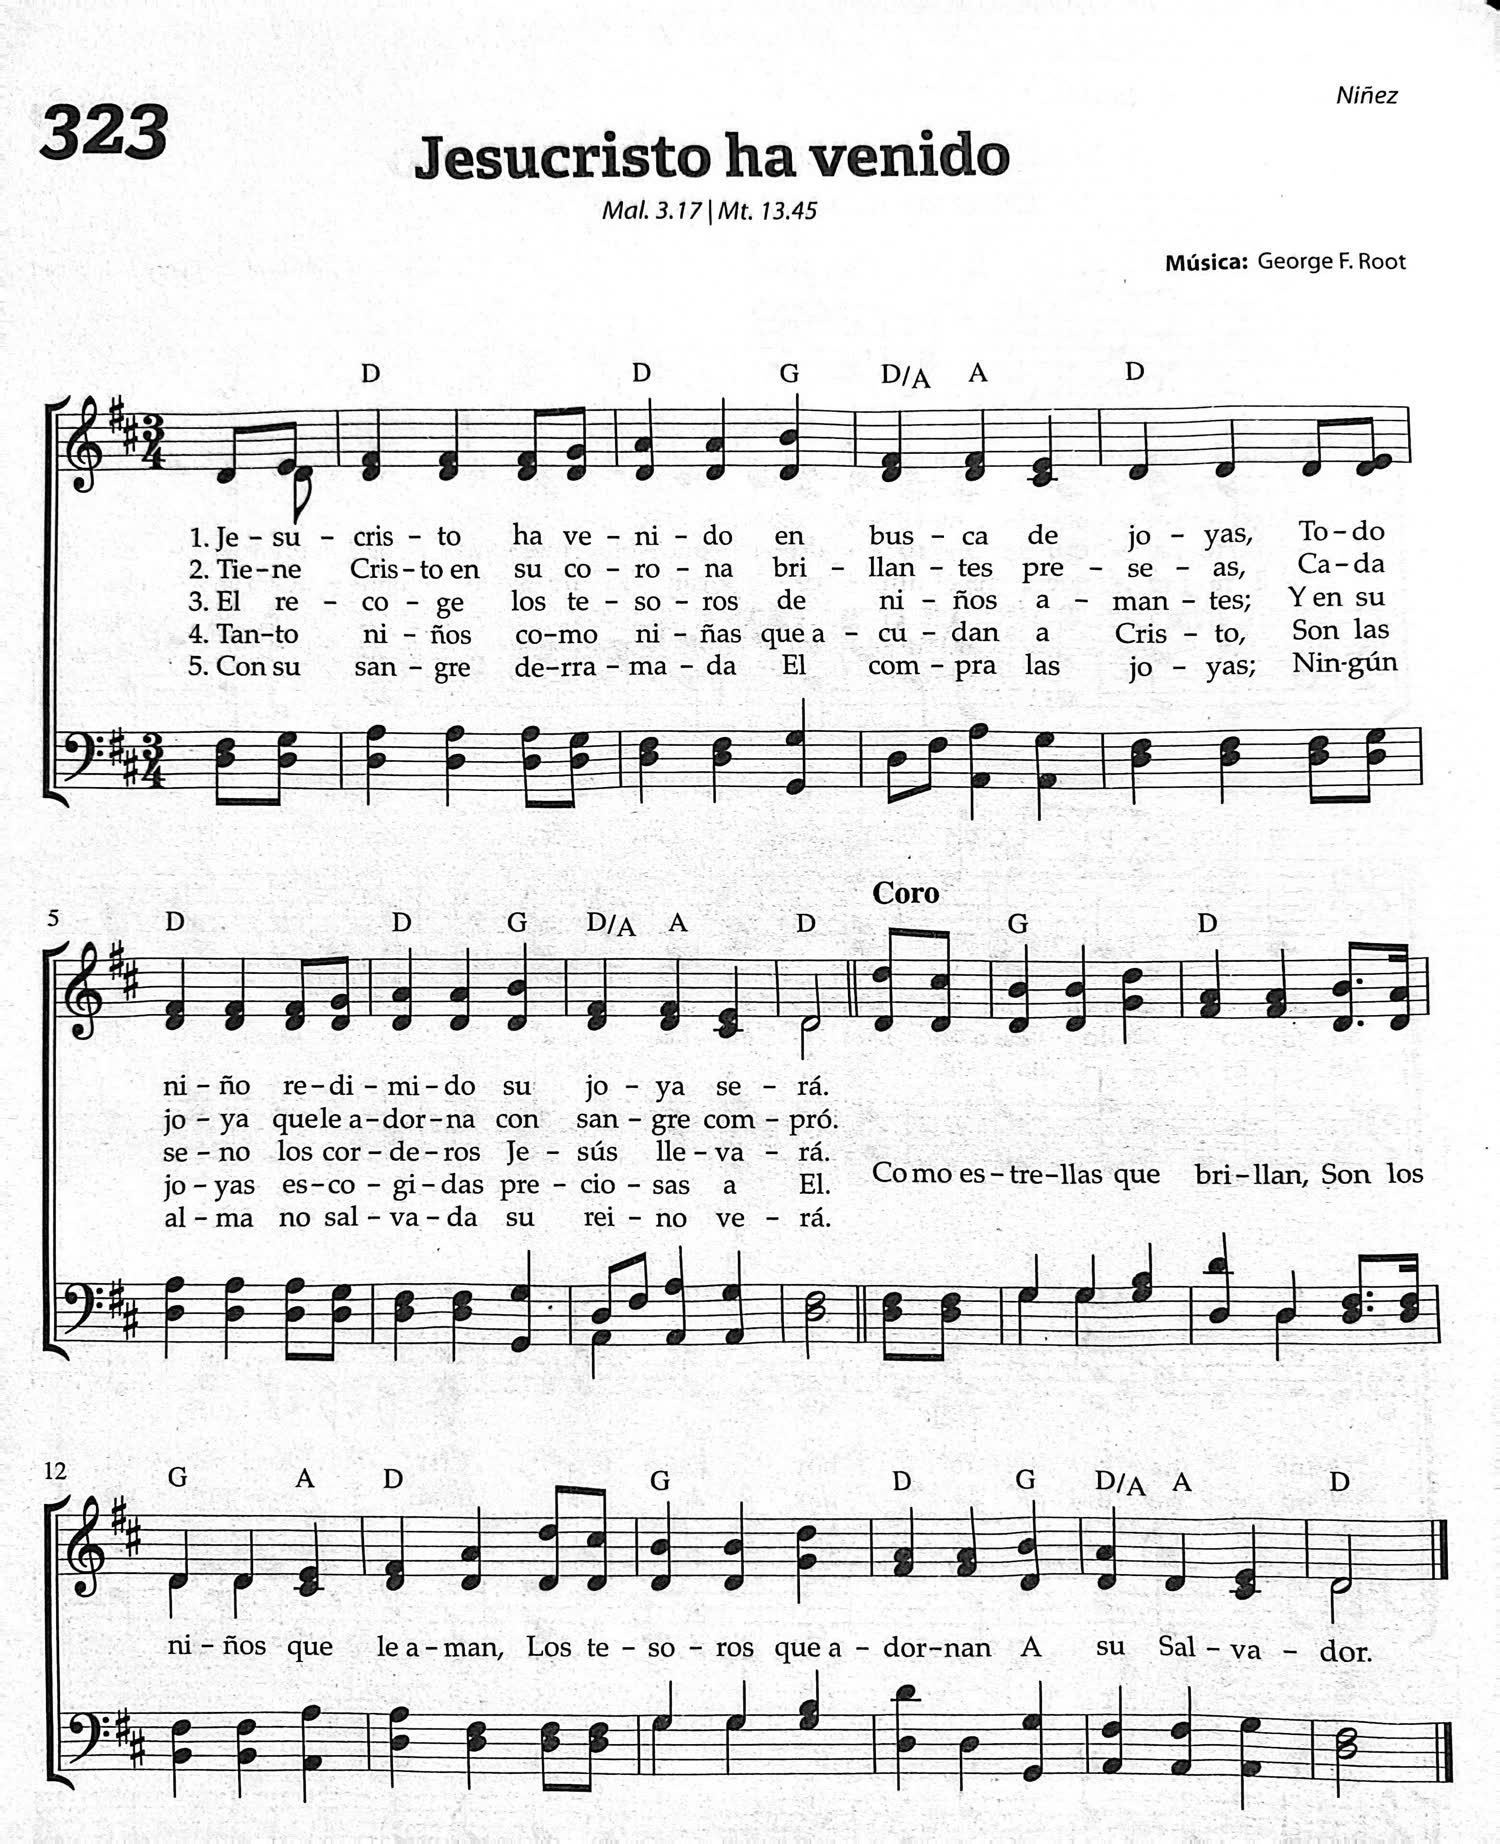 Niñez
323
Jesucristo ha venido
Mal. 3.17 | Mt. 13.45
Música: George F. Root
D D G D/A A D
3 4
1. Je – su – cris – to ha ve – ni – do en bus – ca de jo – yas, To – do
2. Tie – ne Cris – to en su co – ro – na bri – llan – tes pre – se – as, Ca – da
3. El re – co – ge los te – so – ros de ni – ños a – man – tes; Y en su
4. Tan – to ni – ños co – mo ni – ñas que a – cu – dan a Cris – to, Son las
5. Con su san – gre de – rra – ma – da El com – pra las jo – yas; Nin – gún
3 4
Coro
5 D D G D/A A D G D
ni – ño re – di – mi – do su jo – ya se – rá.
jo – ya que le a – dor – na con san – gre com – pró.
se – no los cor – de – ros Je – sús lle – va – rá.
Co mo es – tre – llas que bri – llan, Son los
jo – yas es – co – gi – das pre – cio – sas a El.
al – ma no sal – va – da su rei – no ve – rá.
12 G A D G D G D/A A D
ni – ños que le a – man, Los te – so – ros que a – dor – nan A su Sal – va – dor.